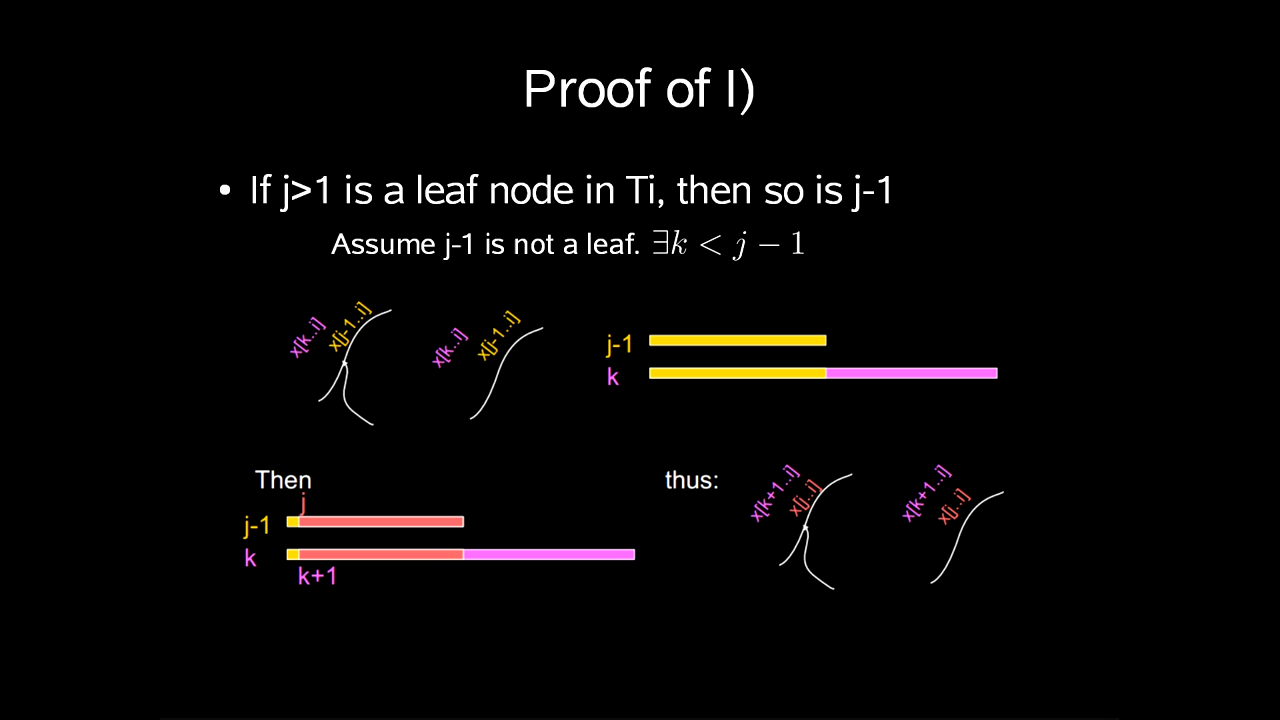 Proof of I)
• If j>1 is a leaf node in Ti, then so is j-1
Assume j-1 is not a leaf. ∃k < j − 1
x[k..i] x[j-1..i] x[k..i] x[j-1..i]
j-1
k
Then
j
j-1
k
k+1
thus:
x[k+1..i] x[j..i] x[k+1..i] x[j..i]